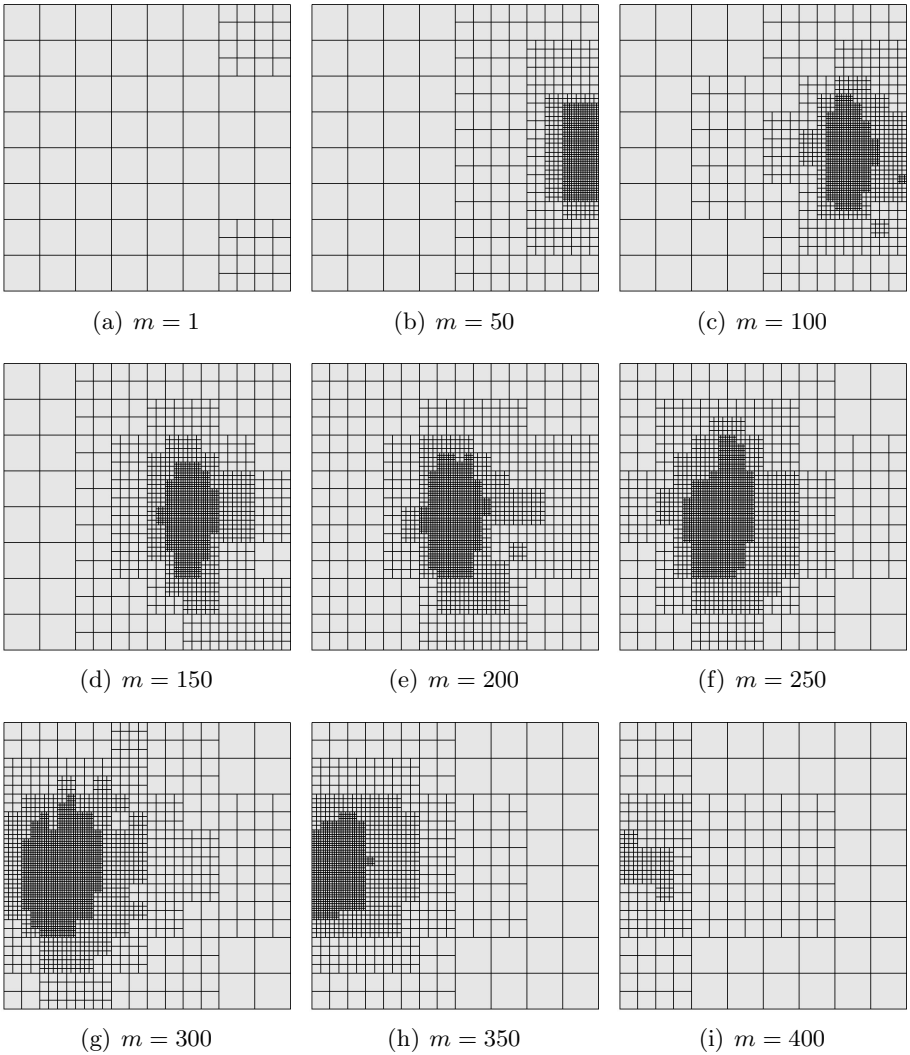 (a) m = 1
(b) m = 50
(c) m = 100
(d) m = 150
(e) m = 200
(f) m = 250
(g) m = 300
(h) m = 350
(i) m = 400